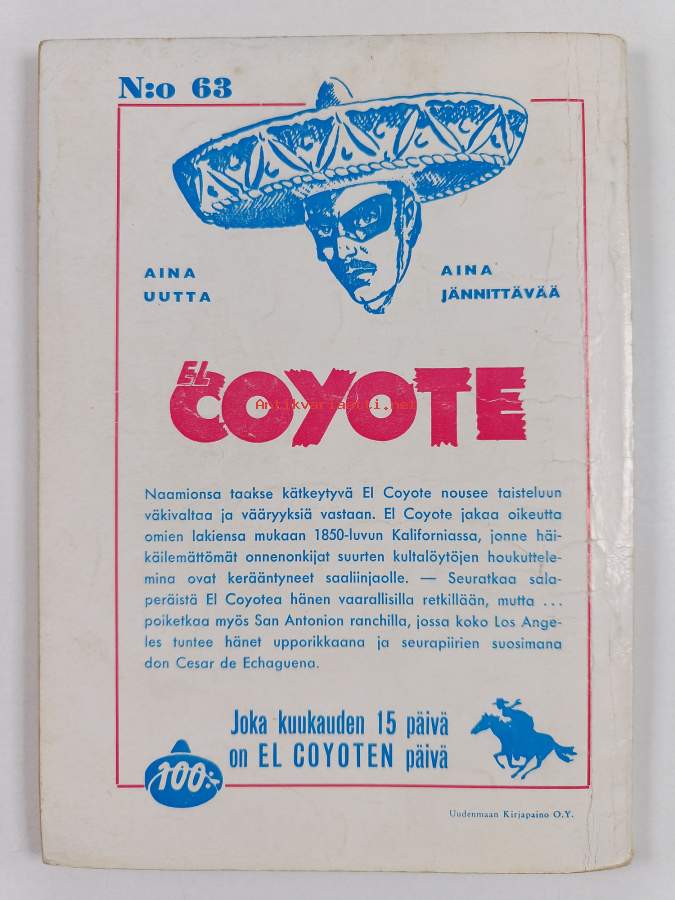 N:o 63
AINA
UUTTA
AINA
JÄNNITTÄVÄÄ
EL
COYOTE
Antikvariaatti.net
Naamionsa taakse kätkeytyvä El Coyote nousee taisteluun
väkivaltaa ja vääryyksiä vastaan. El Coyote jakaa oikeutta
omien lakiensa mukaan 1850-luvun Kaliforniassa, jonne häi-
käilemättömät onnenonkijat suurten kultalöytöjen houkuttele-
mina ovat kerääntyneet saaliinjaolle. — Seuratkaa sala-
peräistä El Coyotea hänen vaarallisilla retkillään, mutta ...
poiketkaa myös San Antonion ranchilla, jossa koko Los Ange-
les tuntee hänet upporikkaana ja seurapiirien suosimana
don Cesar de Echaguena.
Joka kuukauden 15 päivä
on EL COYOTEN päivä
100:-
Uudenmaan Kirjapaino O.Y.